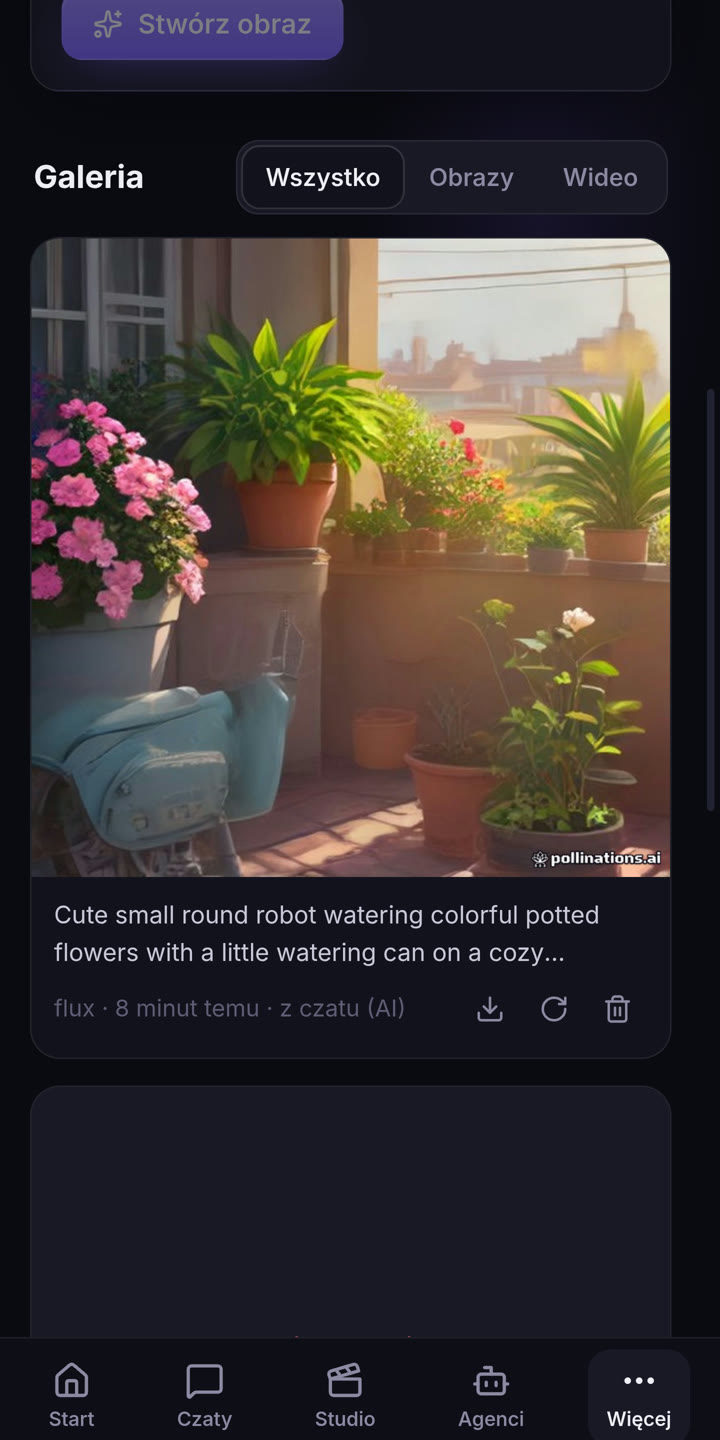 Stwórz obraz
Galeria
Wszystko
Obrazy
Wideo
pollinations.ai
Cute small round robot watering colorful potted
flowers with a little watering can on a cozy...
flux · 8 minut temu · z czatu (AI)
Start
Czaty
Studio
Agenci
Więcej